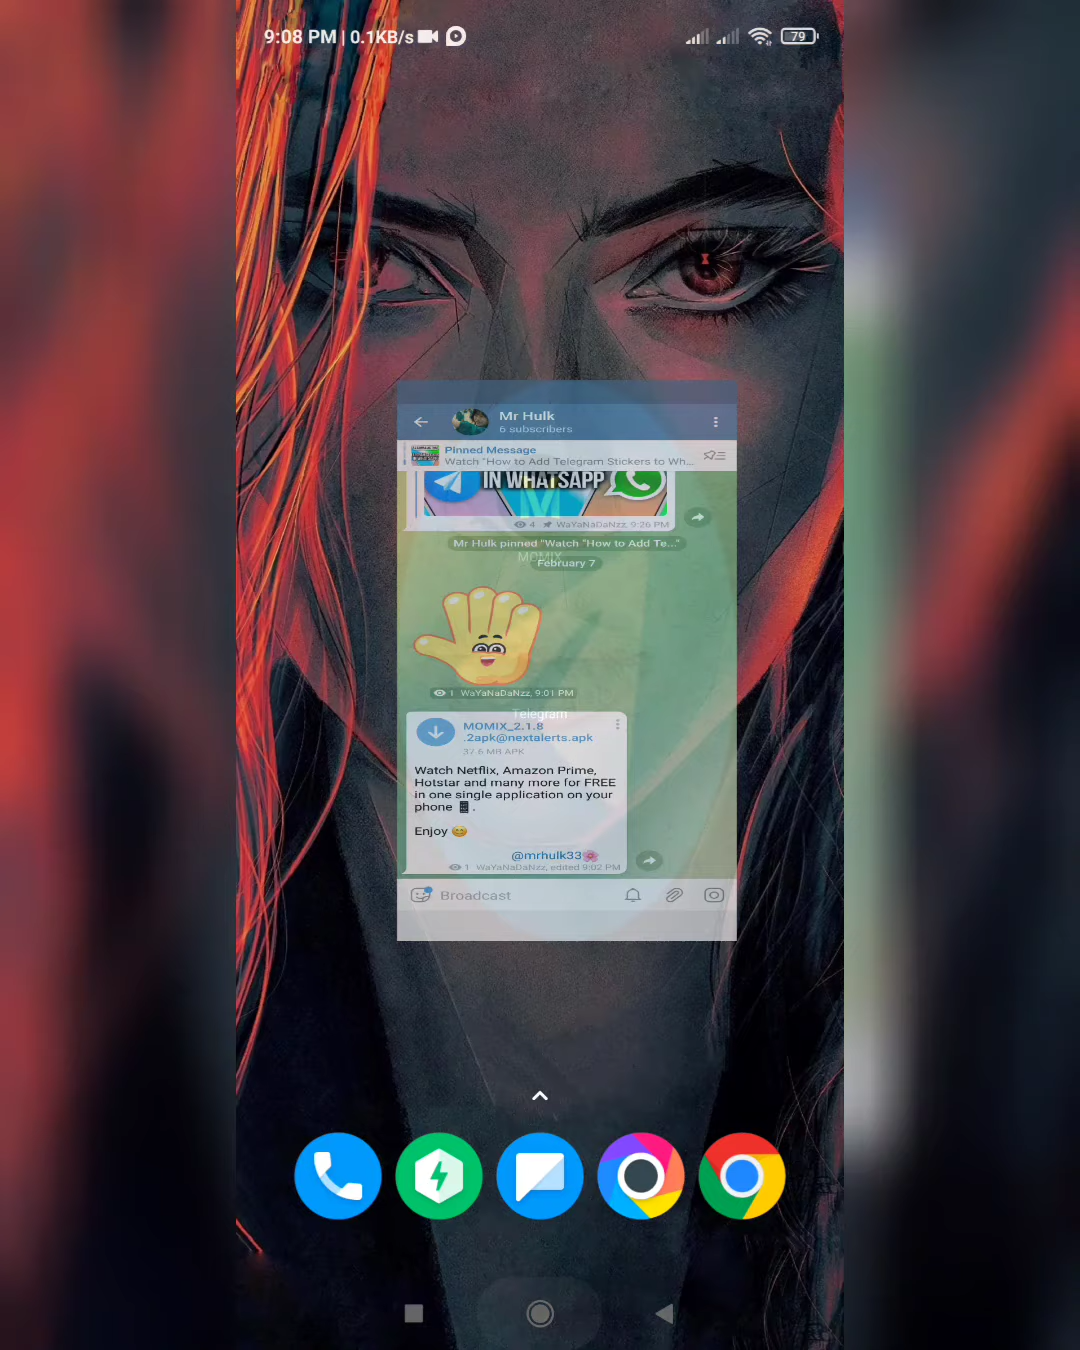 9:08 PM | 0.1KB/s
79
Mr Hulk
6 subscribers
Pinned Message
Watch "How to Add Telegram Stickers to Wh...
IN WHATSAPP
4 WaYaNaDaNzz, 9:26 PM
Mr Hulk pinned "Watch "How to Add Te..."
MOMIX
February 7
1 WaYaNaDaNzz, 9:01 PM
Telegram
MOMIX_2.1.8
.2apk@nextalerts.apk
37.6 MB APK
Watch Netflix, Amazon Prime,
Hotstar and many more for FREE
in one single application on your
phone 📱.
Enjoy 😊
@mrhulk33🌸
1 WaYaNaDaNzz, edited 9:02 PM
Broadcast